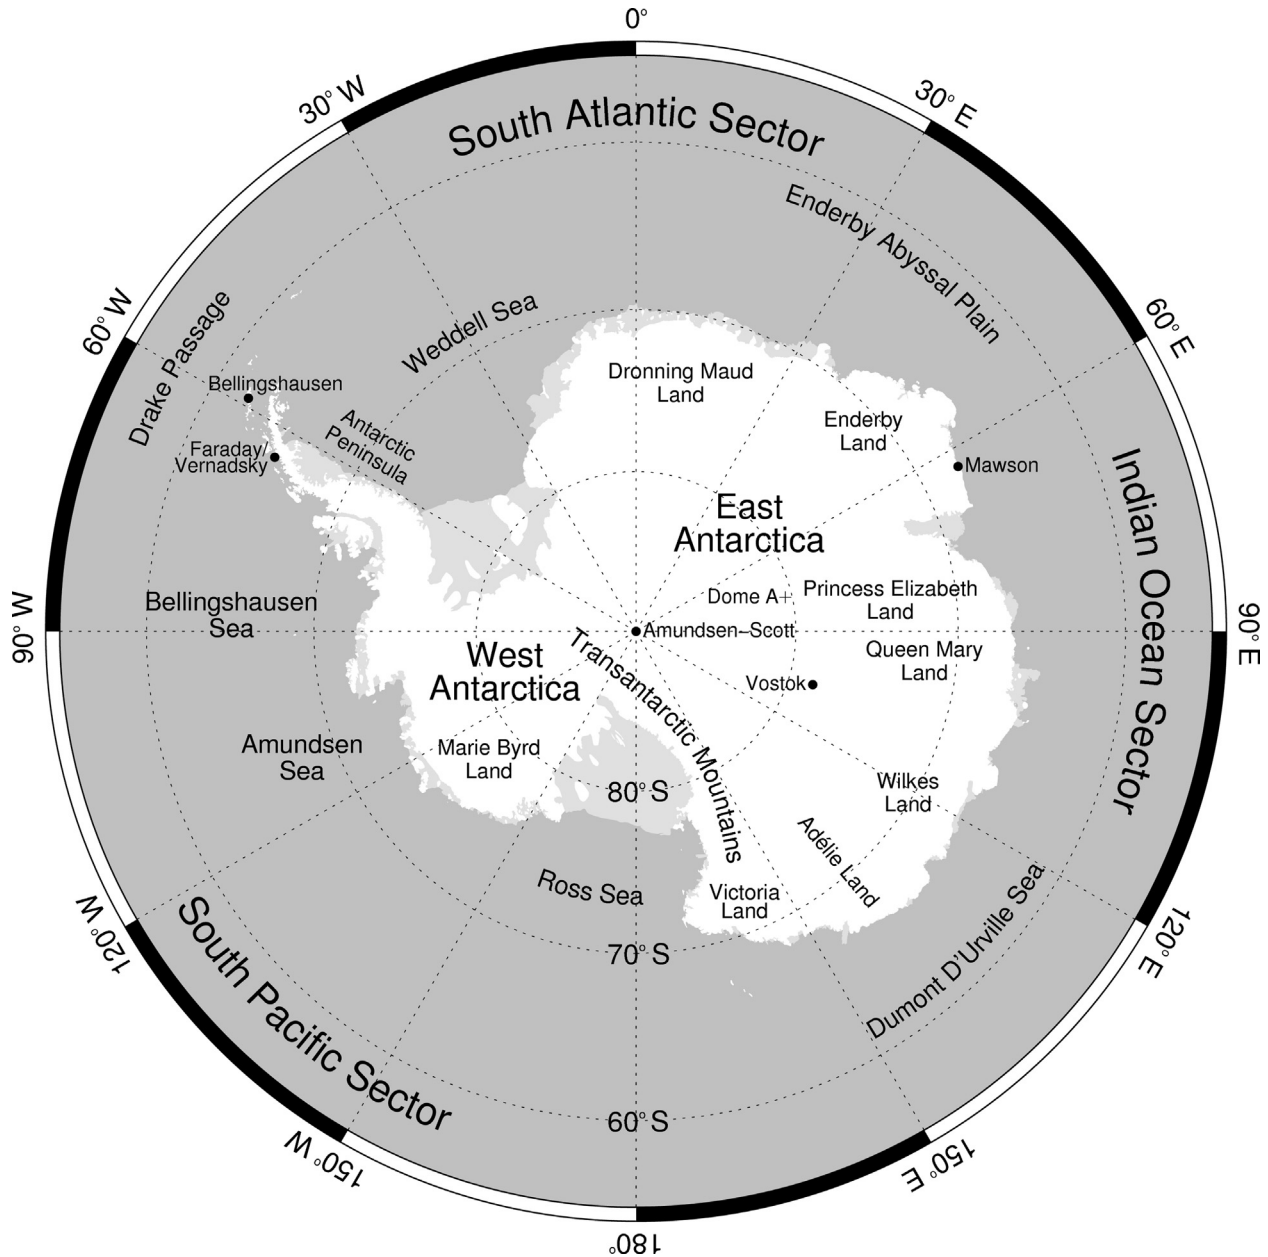 0°
30° W
30° E
South Atlantic Sector
Enderby Abyssal Plain
60° W
60° E
Drake Passage
Weddell Sea
Bellingshausen
Dronning Maud
Land
Antarctic
Peninsula
Enderby
Land
Faraday/
Vernadsky
Mawson
Indian Ocean Sector
East
Antarctica
Bellingshausen
Sea
Dome A+
Princess Elizabeth
Land
90° W
Amundsen–Scott
90° E
West
Antarctica
Transantarctic Mountains
Queen Mary
Land
Vostok
Amundsen
Sea
Marie Byrd
Land
80°S
Wilkes
Land
Adélie Land
Ross Sea
Victoria
Land
120° W
Dumont D'Urville Sea
120° E
70°S
South Pacific Sector
60°S
150° W
150° E
180°